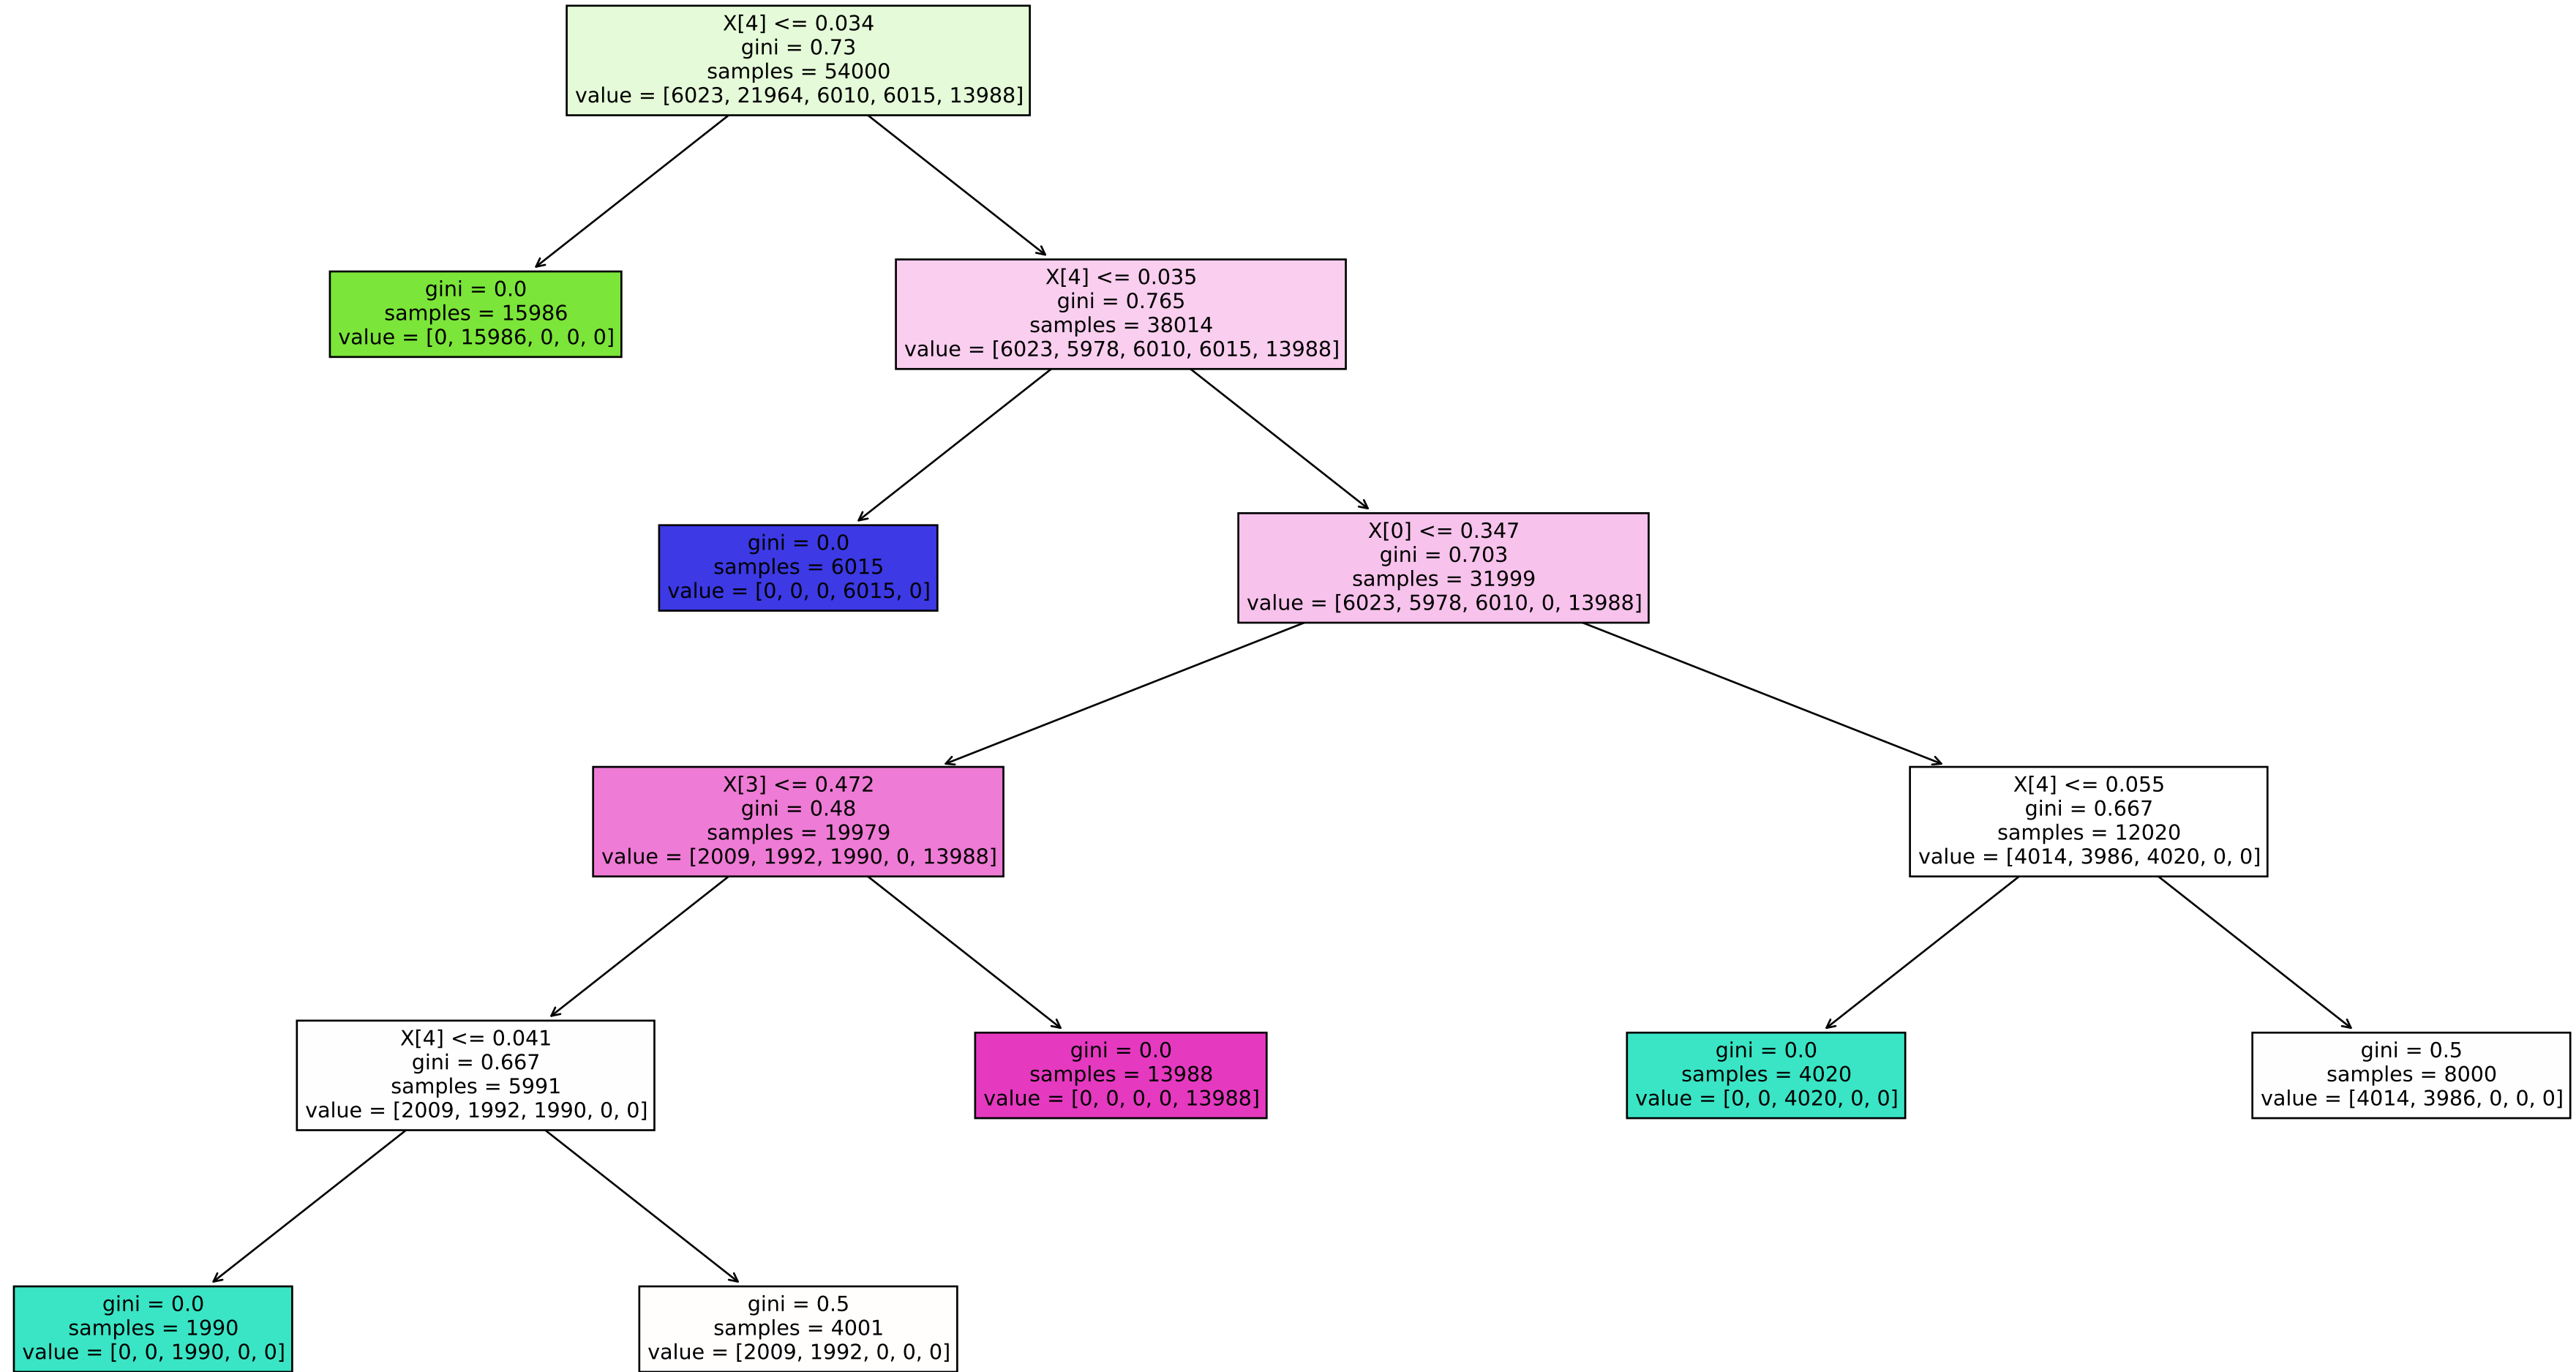 X[4] <= 0.034
gini = 0.73
samples = 54000
value = [6023, 21964, 6010, 6015, 13988]
gini = 0.0
samples = 15986
value = [0, 15986, 0, 0, 0]
X[4] <= 0.035
gini = 0.765
samples = 38014
value = [6023, 5978, 6010, 6015, 13988]
gini = 0.0
samples = 6015
value = [0, 0, 0, 6015, 0]
X[0] <= 0.347
gini = 0.703
samples = 31999
value = [6023, 5978, 6010, 0, 13988]
X[3] <= 0.472
gini = 0.48
samples = 19979
value = [2009, 1992, 1990, 0, 13988]
X[4] <= 0.055
gini = 0.667
samples = 12020
value = [4014, 3986, 4020, 0, 0]
X[4] <= 0.041
gini = 0.667
samples = 5991
value = [2009, 1992, 1990, 0, 0]
gini = 0.0
samples = 13988
value = [0, 0, 0, 0, 13988]
gini = 0.0
samples = 4020
value = [0, 0, 4020, 0, 0]
gini = 0.5
samples = 8000
value = [4014, 3986, 0, 0, 0]
gini = 0.0
samples = 1990
value = [0, 0, 1990, 0, 0]
gini = 0.5
samples = 4001
value = [2009, 1992, 0, 0, 0]